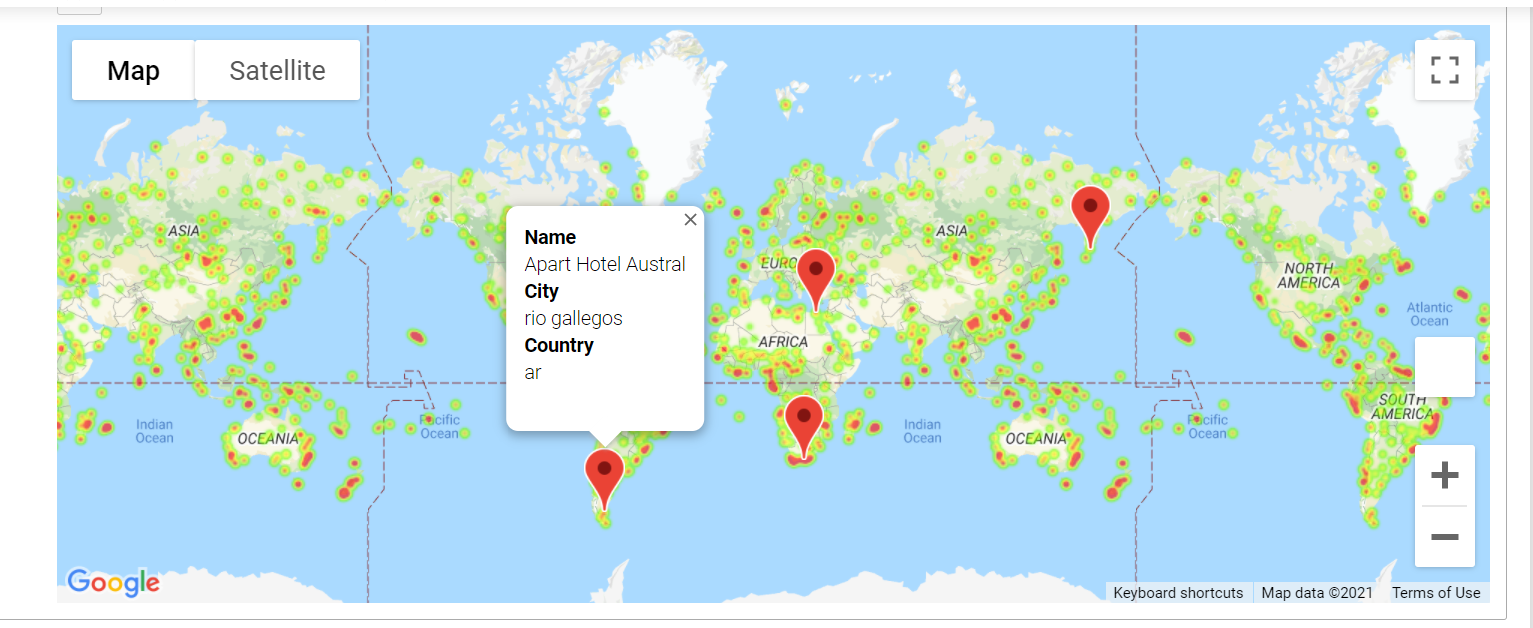 Map
Satellite
Name
Apart Hotel Austral
City
rio gallegos
Country
ar
ASIA
ASIA
AFRICA
NORTH
AMERICA
Atlantic
Ocean
SOUTH
AMERICA
Indian
Ocean
OCEANIA
Pacific
Ocean
Indian
Ocean
OCEANIA
Pacific
Ocean
Google
Keyboard shortcuts
Map data ©2021
Terms of Use